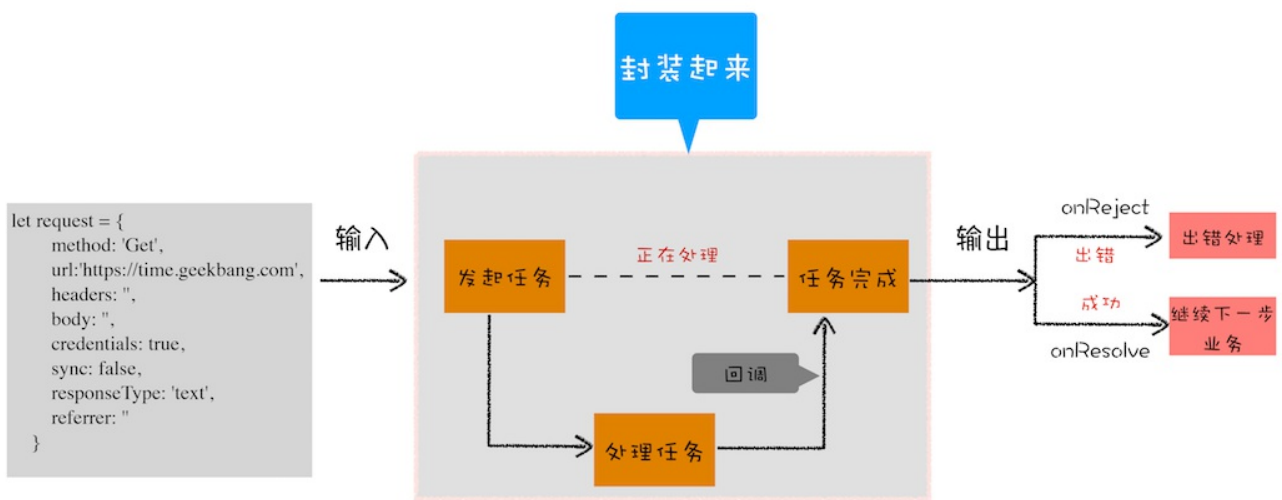 封装起来
let request = {
method: 'Get',
url:'https://time.geekbang.com',
headers: '',
body: '',
credentials: true,
sync: false,
responseType: 'text',
referrer: ''
}
输入
发起任务
正在处理
任务完成
回调
处理任务
输出
onReject
出错
出错处理
成功
onResolve
继续下一步
业务